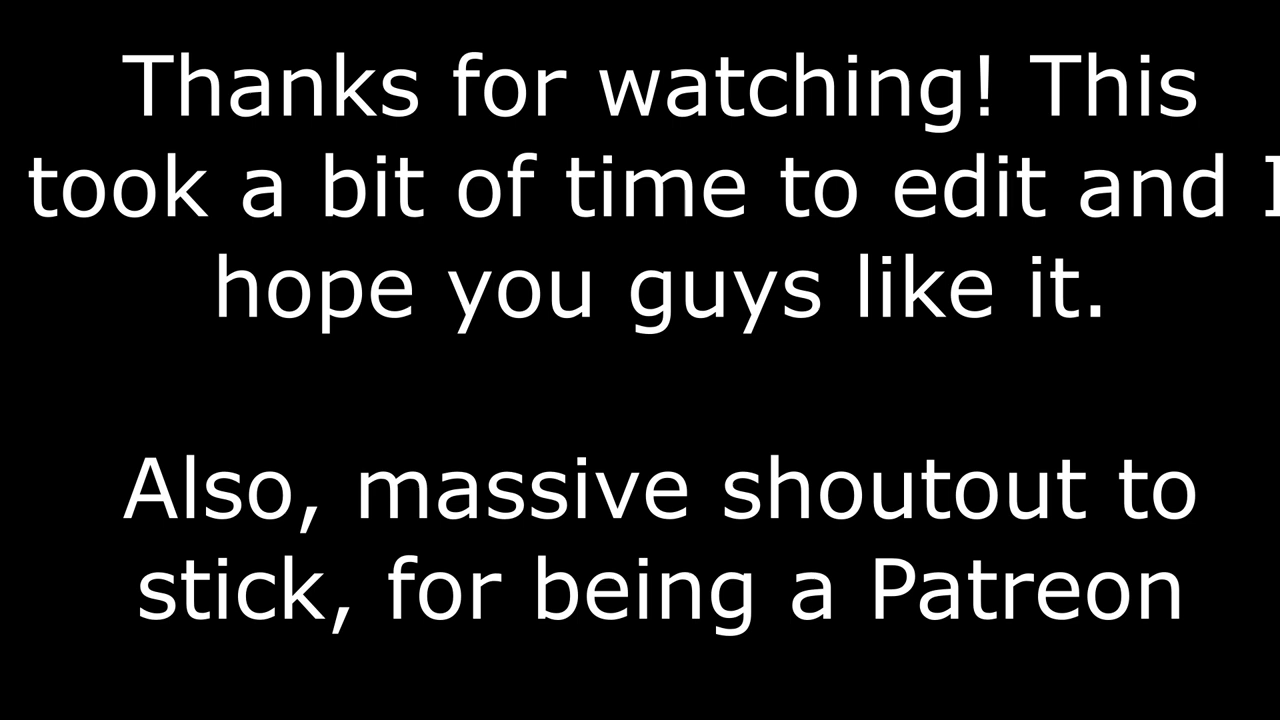 Thanks for watching! This
took a bit of time to edit and I
hope you guys like it.
Also, massive shoutout to
stick, for being a Patreon